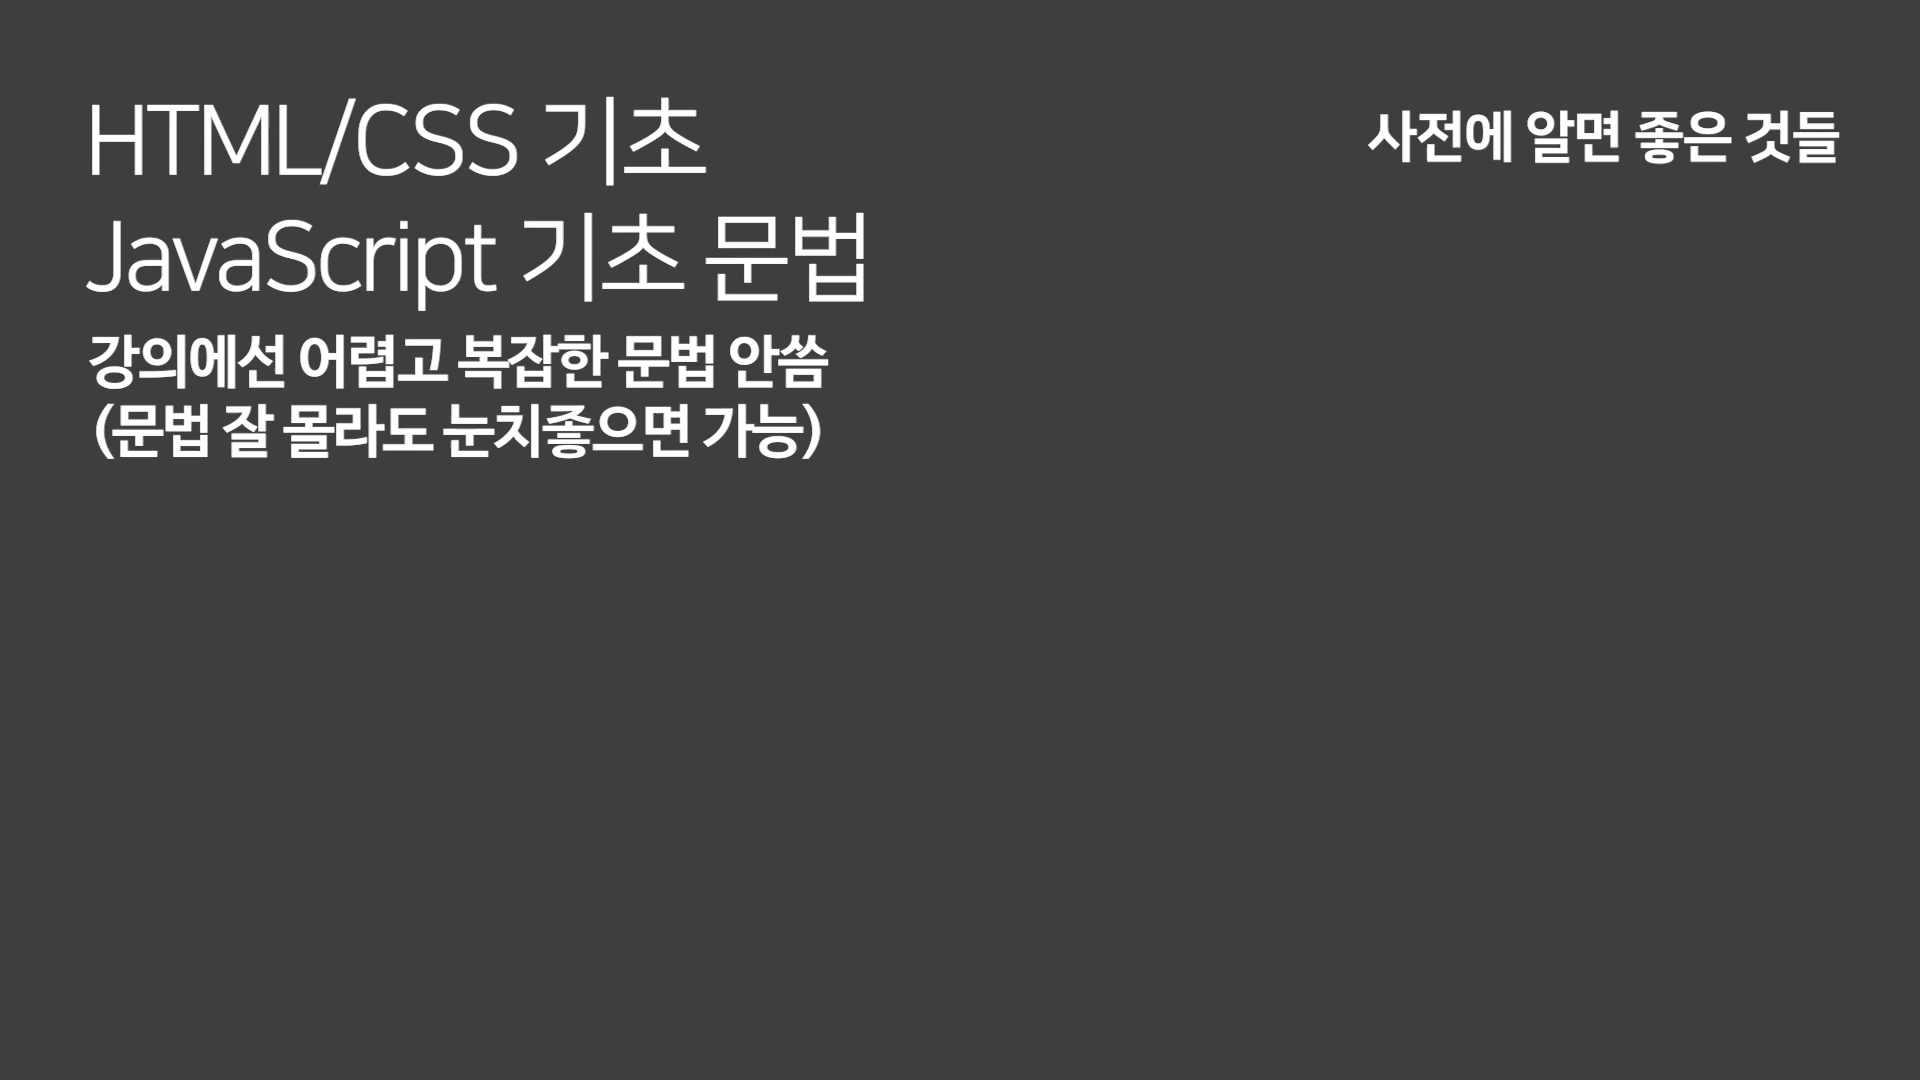 HTML/CSS 기초
사전에 알면 좋은 것들
JavaScript 기초 문법
강의에선 어렵고 복잡한 문법 안씀
(문법 잘 몰라도 눈치좋으면 가능)